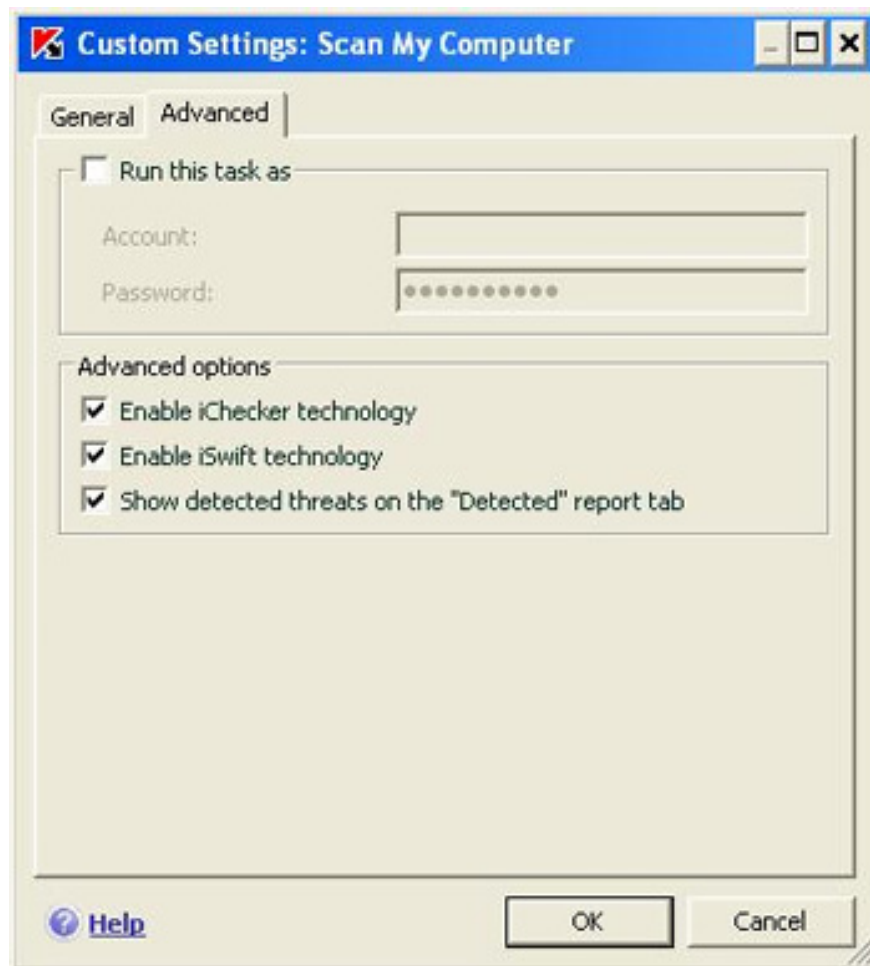 Custom Settings: Scan My Computer
General Advanced
Run this task as
Account:
Password: ••••••••••
Advanced options
Enable iChecker technology
Enable iSwift technology
Show detected threats on the "Detected" report tab
Help OK Cancel